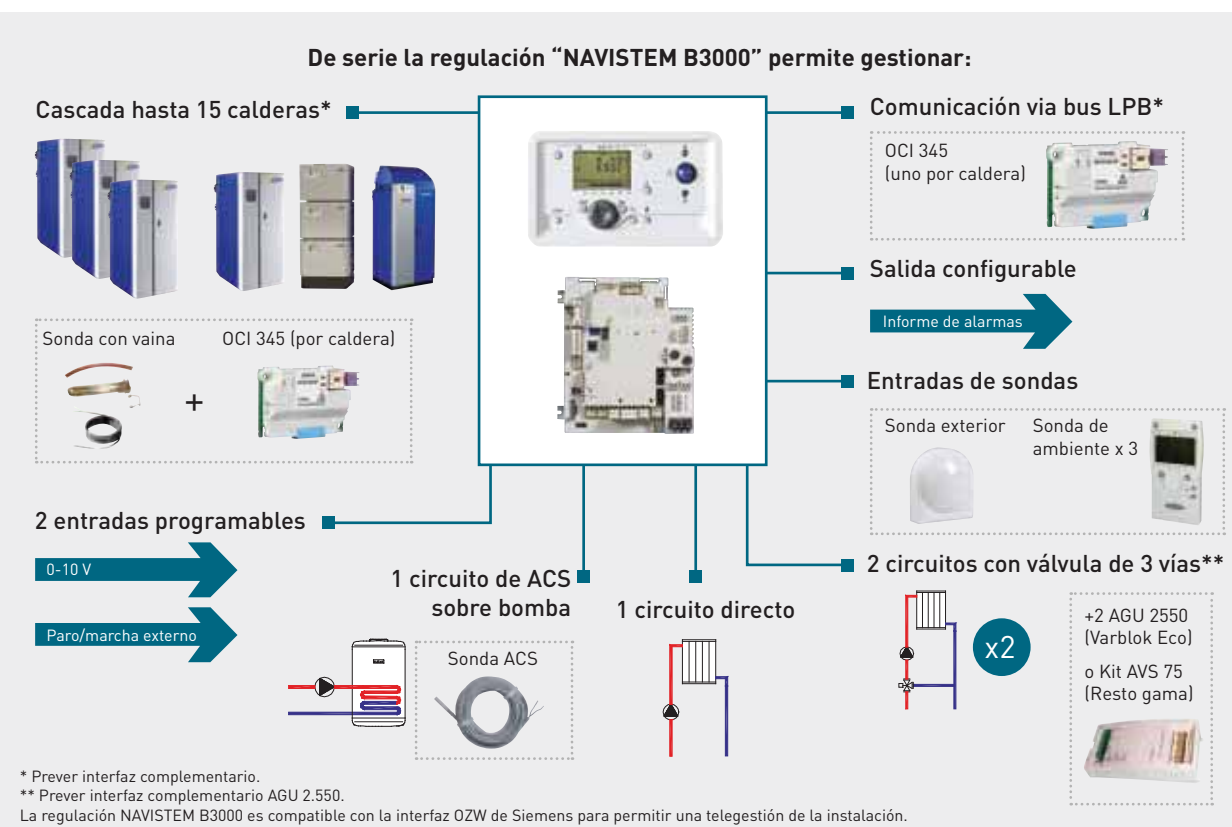 De serie la regulación “NAVISTEM B3000” permite gestionar:
Cascada hasta 15 calderas*
Sonda con vaina
OCI 345 (por caldera)
+
2 entradas programables
0-10 V
Paro/marcha externo
1 circuito de ACS
sobre bomba
Sonda ACS
1 circuito directo
Comunicación via bus LPB*
OCI 345
(uno por caldera)
Salida configurable
Informe de alarmas
Entradas de sondas
Sonda exterior
Sonda de
ambiente x 3
2 circuitos con válvula de 3 vías**
x2
+2 AGU 2550
(Varblok Eco)
o Kit AVS 75
(Resto gama)
* Prever interfaz complementario.
** Prever interfaz complementario AGU 2.550.
La regulación NAVISTEM B3000 es compatible con la interfaz OZW de Siemens para permitir una telegestión de la instalación.